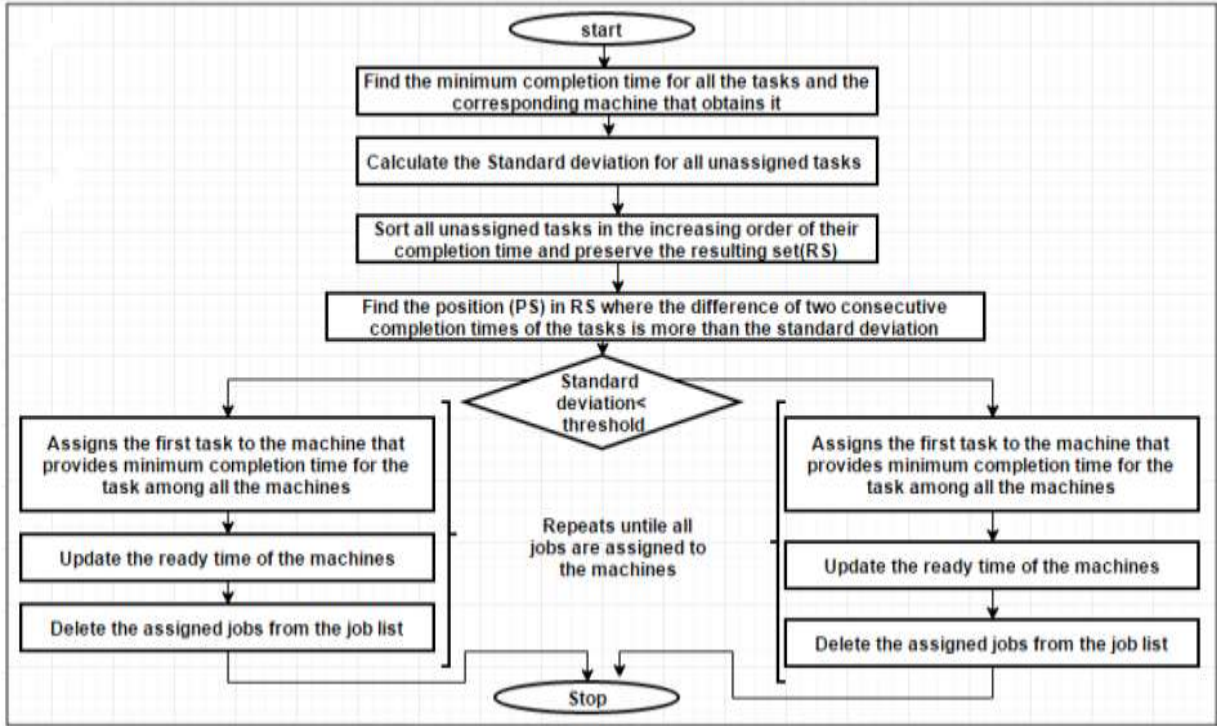 start
Find the minimum completion time for all the tasks and the
corresponding machine that obtains it
Calculate the Standard deviation for all unassigned tasks
Sort all unassigned tasks in the increasing order of their
completion time and preserve the resulting set(RS)
Find the position (PS) in RS where the difference of two consecutive
completion times of the tasks is more than the standard deviation
Standard
deviation<
threshold
Assigns the first task to the machine that
provides minimum completion time for the
task among all the machines
Update the ready time of the machines
Delete the assigned jobs from the job list
Repeats untile all
jobs are assigned to
the machines
Assigns the first task to the machine that
provides minimum completion time for the
task among all the machines
Update the ready time of the machines
Delete the assigned jobs from the job list
Stop